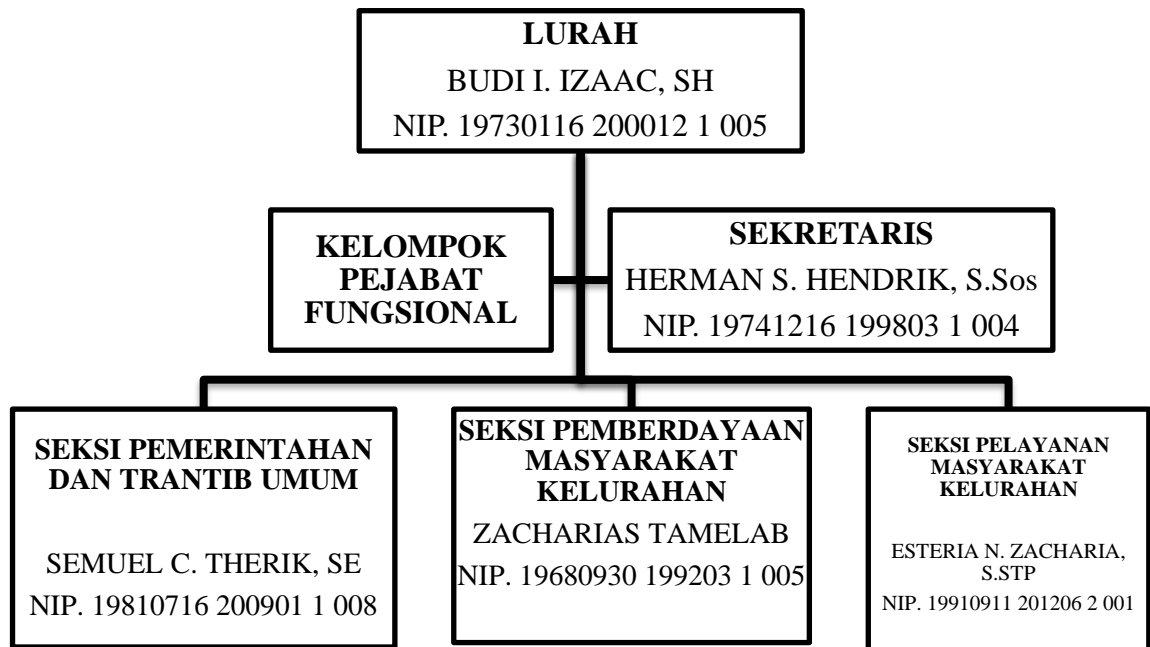 LURAH
BUDI I. IZAAC, SH
NIP. 19730116 200012 1 005
KELOMPOK
PEJABAT
FUNGSIONAL
SEKRETARIS
HERMAN S. HENDRIK, S.Sos
NIP. 19741216 199803 1 004
SEKSI PEMERINTAHAN
DAN TRANTIB UMUM
SEMUEL C. THERIK, SE
NIP. 19810716 200901 1 008
SEKSI PEMBERDAYAAN
MASYARAKAT
KELURAHAN
ZACHARIAS TAMELAB
NIP. 19680930 199203 1 005
SEKSI PELAYANAN
MASYARAKAT
KELURAHAN
ESTERIA N. ZACHARIA,
S.STP
NIP. 19910911 201206 2 001